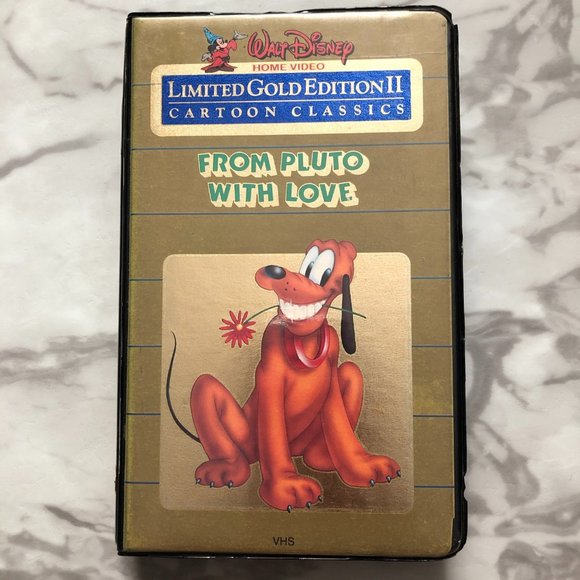 WALT DISNEY
HOME VIDEO
LIMITED GOLD EDITION II
CARTOON CLASSICS
FROM PLUTO
WITH LOVE
VHS